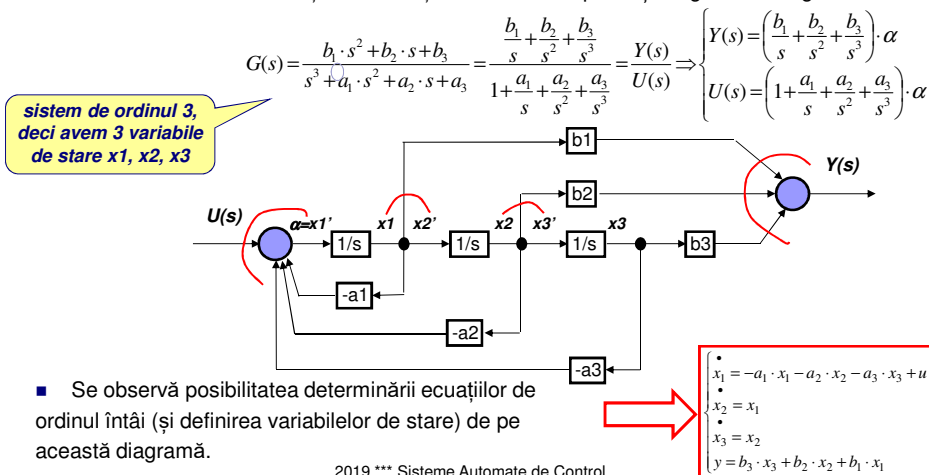 G(s) = (b₁·s² + b₂·s + b₃)/(s³ + a₁·s² + a₂·s + a₃) = (b₁/s + b₂/s² + b₃/s³)/(1 + a₁/s + a₂/s² + a₃/s³) = Y(s)/U(s) ⇒ { Y(s) = (b₁/s + b₂/s² + b₃/s³)·α
U(s) = (1 + a₁/s + a₂/s² + a₃/s³)·α
sistem de ordinul 3,
deci avem 3 variabile
de stare x1, x2, x3
b1
Y(s)
b2
U(s)
α=x1' x1 x2' x2 x3' x3
1/s 1/s 1/s b3
-a1
-a2
-a3
Se observă posibilitatea determinării ecuațiilor de
ordinul întâi (și definirea variabilelor de stare) de pe
această diagramă.
ẋ₁ = −a₁·x₁ − a₂·x₂ − a₃·x₃ + u
ẋ₂ = x₁
ẋ₃ = x₂
y = b₃·x₃ + b₂·x₂ + b₁·x₁
2019 *** Sisteme Automate de Control